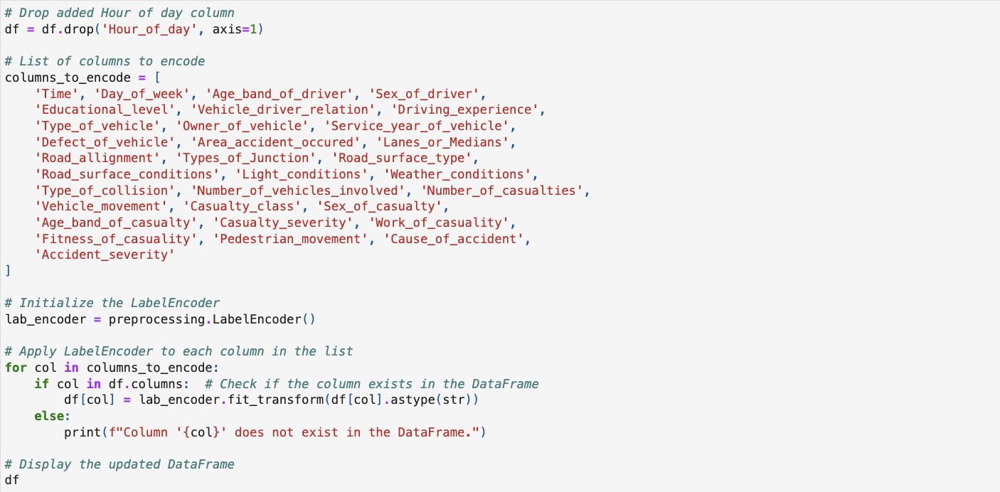 # Drop added Hour of day column
df = df.drop('Hour_of_day', axis=1)

# List of columns to encode
columns_to_encode = [
    'Time', 'Day_of_week', 'Age_band_of_driver', 'Sex_of_driver',
    'Educational_level', 'Vehicle_driver_relation', 'Driving_experience',
    'Type_of_vehicle', 'Owner_of_vehicle', 'Service_year_of_vehicle',
    'Defect_of_vehicle', 'Area_accident_occured', 'Lanes_or_Medians',
    'Road_allignment', 'Types_of_Junction', 'Road_surface_type',
    'Road_surface_conditions', 'Light_conditions', 'Weather_conditions',
    'Type_of_collision', 'Number_of_vehicles_involved', 'Number_of_casualties',
    'Vehicle_movement', 'Casualty_class', 'Sex_of_casualty',
    'Age_band_of_casualty', 'Casualty_severity', 'Work_of_casuality',
    'Fitness_of_casuality', 'Pedestrian_movement', 'Cause_of_accident',
    'Accident_severity'
]

# Initialize the LabelEncoder
lab_encoder = preprocessing.LabelEncoder()

# Apply LabelEncoder to each column in the list
for col in columns_to_encode:
    if col in df.columns:  # Check if the column exists in the DataFrame
        df[col] = lab_encoder.fit_transform(df[col].astype(str))
    else:
        print(f"Column '{col}' does not exist in the DataFrame.")

# Display the updated DataFrame
df